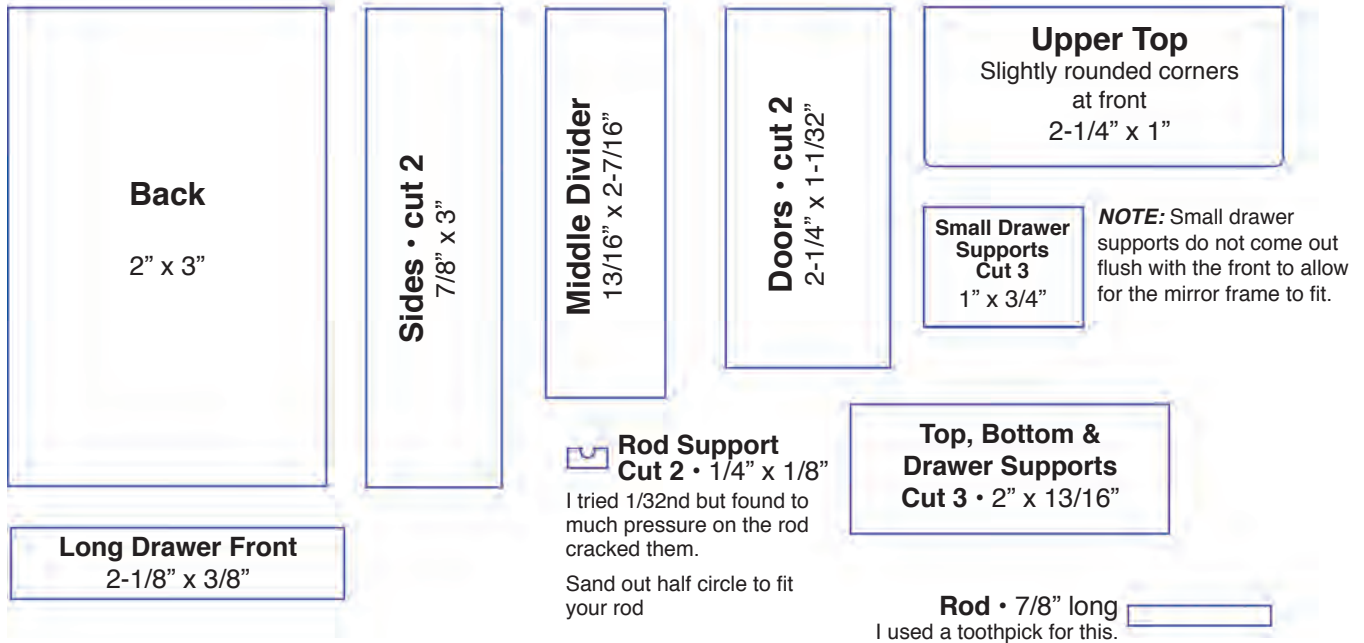 Back
2” x 3”
Sides • cut 2
7/8” x 3”
Middle Divider
13/16” x 2-7/16”
Doors • cut 2
2-1/4” x 1-1/32”
Upper Top
Slightly rounded corners
at front
2-1/4” x 1”
Small Drawer
Supports
Cut 3
1” x 3/4”
NOTE: Small drawer
supports do not come out
flush with the front to allow
for the mirror frame to fit.
Rod Support
Cut 2 • 1/4” x 1/8”
I tried 1/32nd but found to
much pressure on the rod
cracked them.
Sand out half circle to fit
your rod
Top, Bottom &
Drawer Supports
Cut 3 • 2” x 13/16”
Long Drawer Front
2-1/8” x 3/8”
Rod • 7/8” long
I used a toothpick for this.